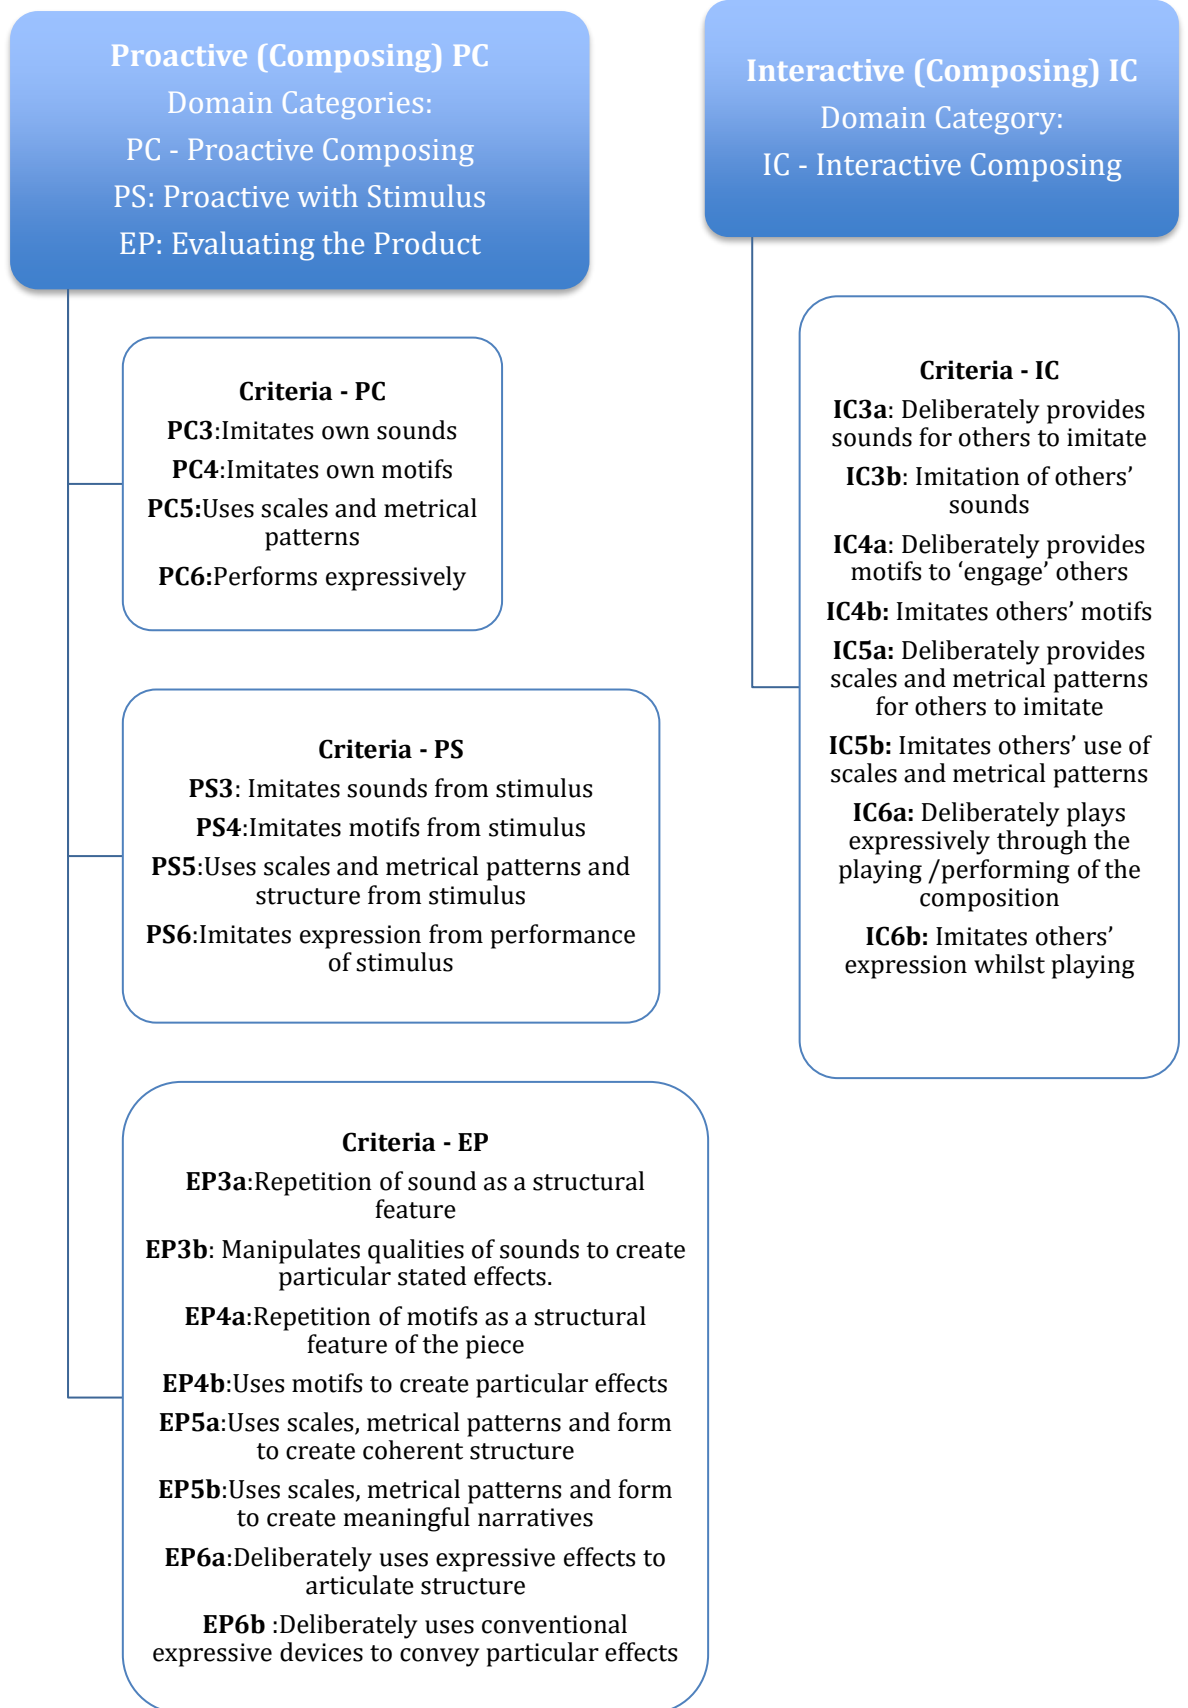 Proactive (Composing) PC
Domain Categories:
PC - Proactive Composing
PS: Proactive with Stimulus
EP: Evaluating the Product
Criteria - PC
PC3:Imitates own sounds
PC4:Imitates own motifs
PC5:Uses scales and metrical
patterns
PC6:Performs expressively
Criteria - PS
PS3: Imitates sounds from stimulus
PS4:Imitates motifs from stimulus
PS5:Uses scales and metrical patterns and
structure from stimulus
PS6:Imitates expression from performance
of stimulus
Criteria - EP
EP3a:Repetition of sound as a structural
feature
EP3b: Manipulates qualities of sounds to create
particular stated effects.
EP4a:Repetition of motifs as a structural
feature of the piece
EP4b:Uses motifs to create particular effects
EP5a:Uses scales, metrical patterns and form
to create coherent structure
EP5b:Uses scales, metrical patterns and form
to create meaningful narratives
EP6a:Deliberately uses expressive effects to
articulate structure
EP6b :Deliberately uses conventional
expressive devices to convey particular effects
Interactive (Composing) IC
Domain Category:
IC - Interactive Composing
Criteria - IC
IC3a: Deliberately provides
sounds for others to imitate
IC3b: Imitation of others’
sounds
IC4a: Deliberately provides
motifs to ‘engage’ others
IC4b: Imitates others’ motifs
IC5a: Deliberately provides
scales and metrical patterns
for others to imitate
IC5b: Imitates others’ use of
scales and metrical patterns
IC6a: Deliberately plays
expressively through the
playing /performing of the
composition
IC6b: Imitates others’
expression whilst playing